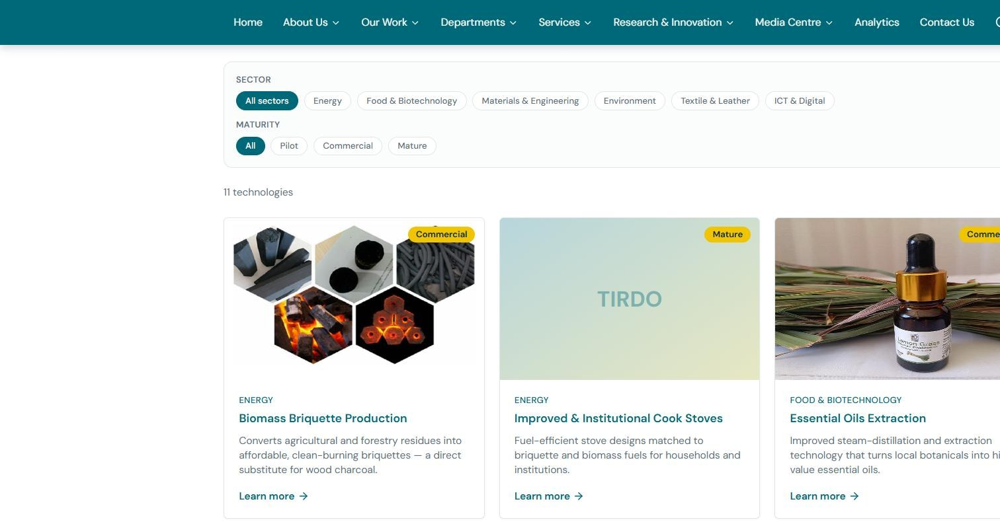 Home About Us Our Work Departments Services Research & Innovation Media Centre Analytics Contact Us
SECTOR
All sectors Energy Food & Biotechnology Materials & Engineering Environment Textile & Leather ICT & Digital
MATURITY
All Pilot Commercial Mature
11 technologies
Commercial
ENERGY
Biomass Briquette Production
Converts agricultural and forestry residues into
affordable, clean-burning briquettes — a direct
substitute for wood charcoal.
Learn more →
Mature
TIRDO
ENERGY
Improved & Institutional Cook Stoves
Fuel-efficient stove designs matched to
briquette and biomass fuels for households and
institutions.
Learn more →
Lemon Grass
FOOD & BIOTECHNOLOGY
Essential Oils Extraction
Improved steam-distillation and extraction
technology that turns local botanicals into
value essential oils.
Learn more →